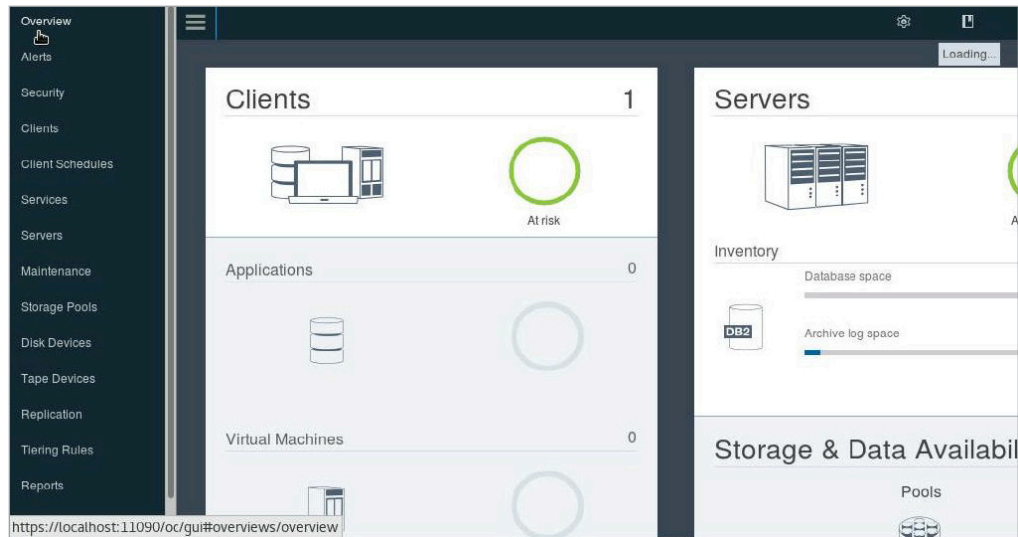 Overview
Alerts
Security
Clients
Client Schedules
Services
Servers
Maintenance
Storage Pools
Disk Devices
Tape Devices
Replication
Tiering Rules
Reports
https://localhost:11090/oc/gui#overviews/overview
Loading...
Clients 1
At risk
Applications 0
Virtual Machines 0
Servers
A
Inventory
Database space
DB2
Archive log space
Storage & Data Availabil
Pools